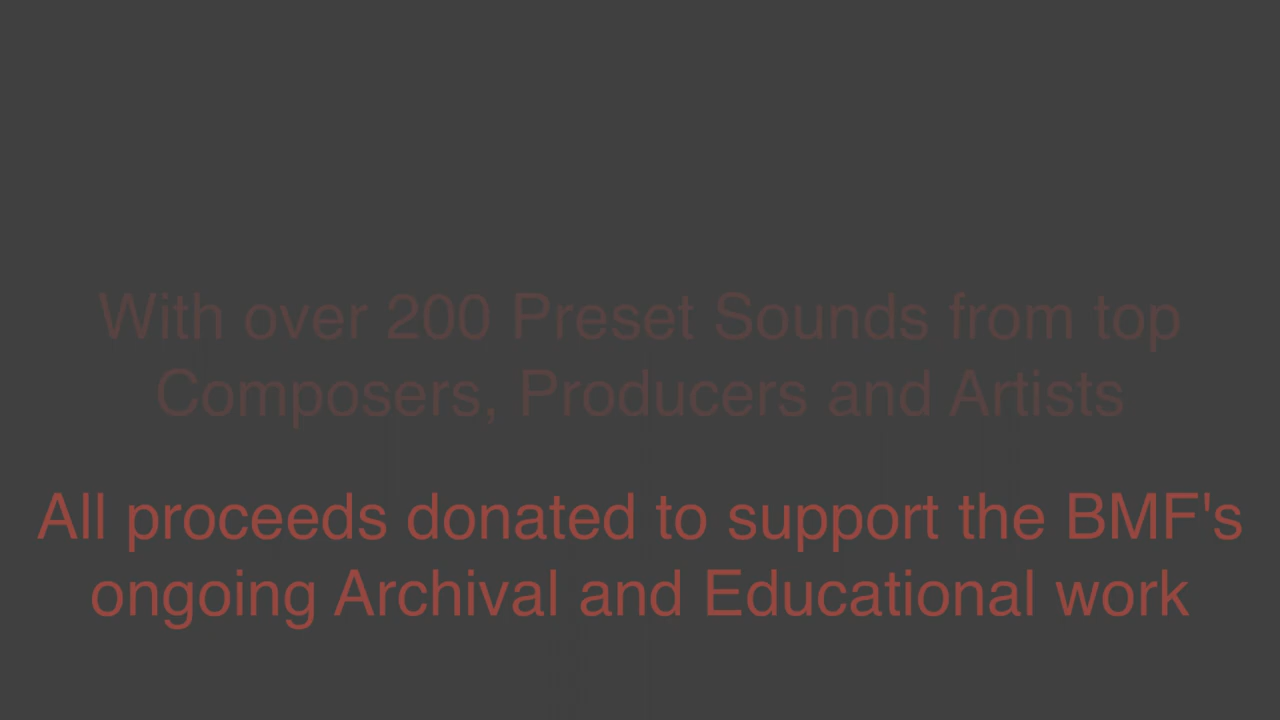 With over 200 Preset Sounds from top
Composers, Producers and Artists
All proceeds donated to support the BMF's
ongoing Archival and Educational work